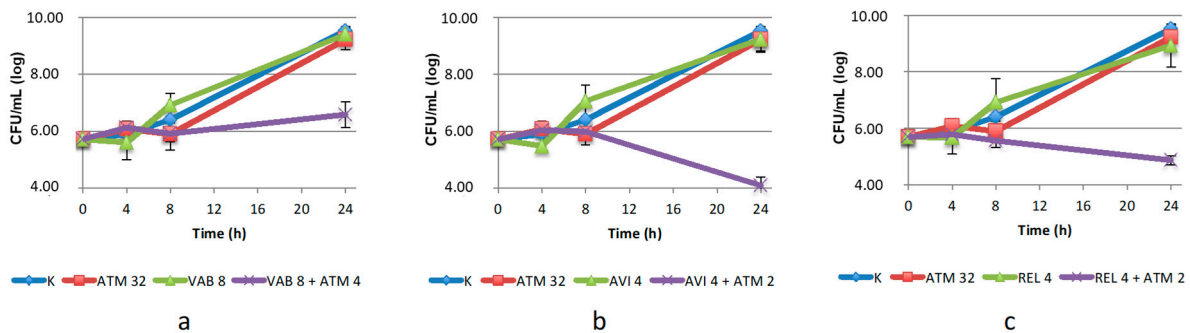 10.00
8.00
6.00
4.00
CFU/mL (log)
0 4 8 12 16 20 24
Time (h)
K ATM 32 VAB 8 VAB 8 + ATM 4
a
10.00
8.00
6.00
4.00
CFU/mL (log)
0 4 8 12 16 20 24
Time (h)
K ATM 32 AVI 4 AVI 4 + ATM 2
b
10.00
8.00
6.00
4.00
CFU/mL (log)
0 4 8 12 16 20 24
Time (h)
K ATM 32 REL 4 REL 4 + ATM 2
c